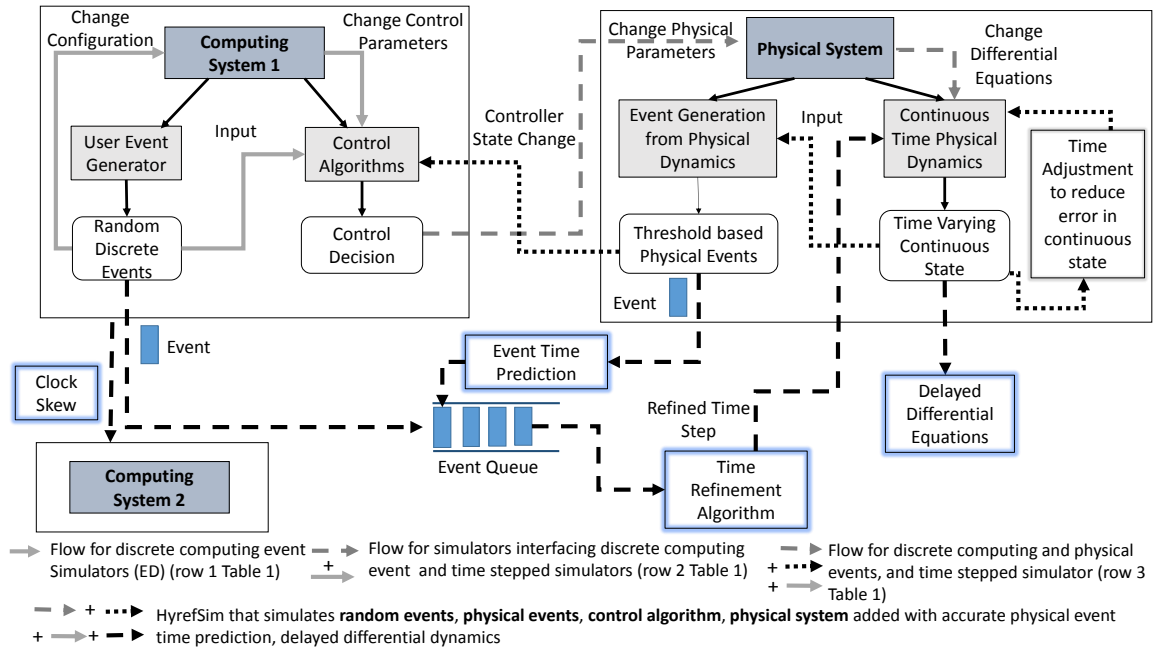 Change
Configuration
Computing
System 1
Change Control
Parameters
User Event
Generator
Input
Control
Algorithms
Random
Discrete
Events
Control
Decision
Controller
State Change
Change Physical
Parameters
Physical System
Change
Differential
Equations
Event Generation
from Physical
Dynamics
Input
Continuous
Time Physical
Dynamics
Time
Adjustment
to reduce
error in
continuous
state
Threshold based
Physical Events
Time Varying
Continuous
State
Event
Event
Clock
Skew
Event Time
Prediction
Event Queue
Refined Time
Step
Time
Refinement
Algorithm
Delayed
Differential
Equations
Computing
System 2
Flow for discrete computing event
Simulators (ED) (row 1 Table 1)
+
Flow for simulators interfacing discrete computing
event and time stepped simulators (row 2 Table 1)
+
+
Flow for discrete computing and physical
events, and time stepped simulator (row 3
Table 1)
+
HyrefSim that simulates random events, physical events, control algorithm, physical system added with accurate physical event
+ +
time prediction, delayed differential dynamics